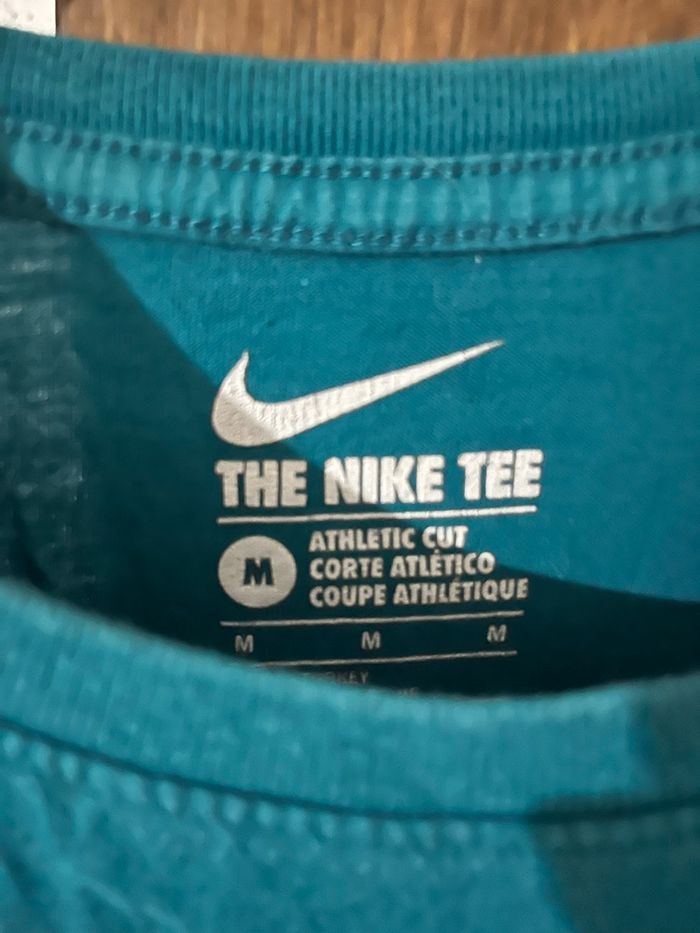 THE NIKE TEE
M
ATHLETIC CUT
CORTE ATLÉTICO
COUPE ATHLÉTIQUE
M M M